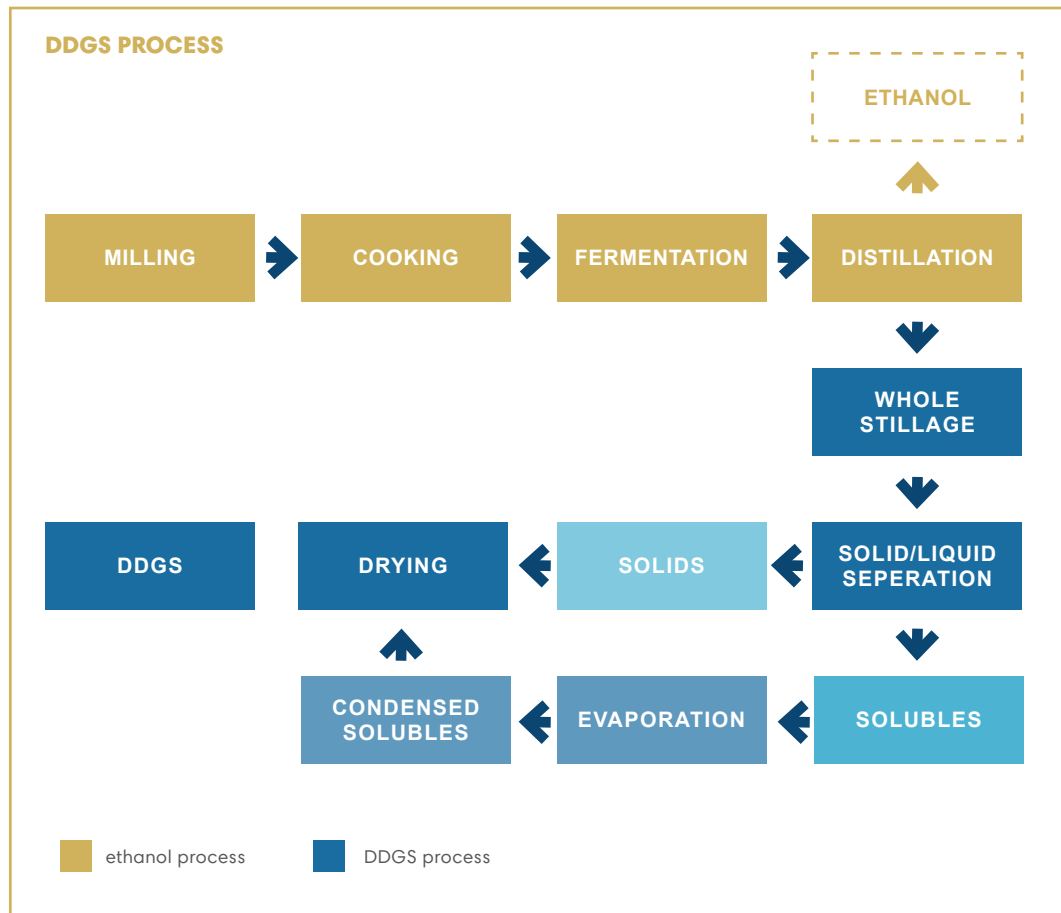 DDGS PROCESS
ETHANOL
MILLING
COOKING
FERMENTATION
DISTILLATION
WHOLE
STILLAGE
DDGS
DRYING
SOLIDS
SOLID/LIQUID
SEPERATION
CONDENSED
SOLUBLES
EVAPORATION
SOLUBLES
ethanol process
DDGS process